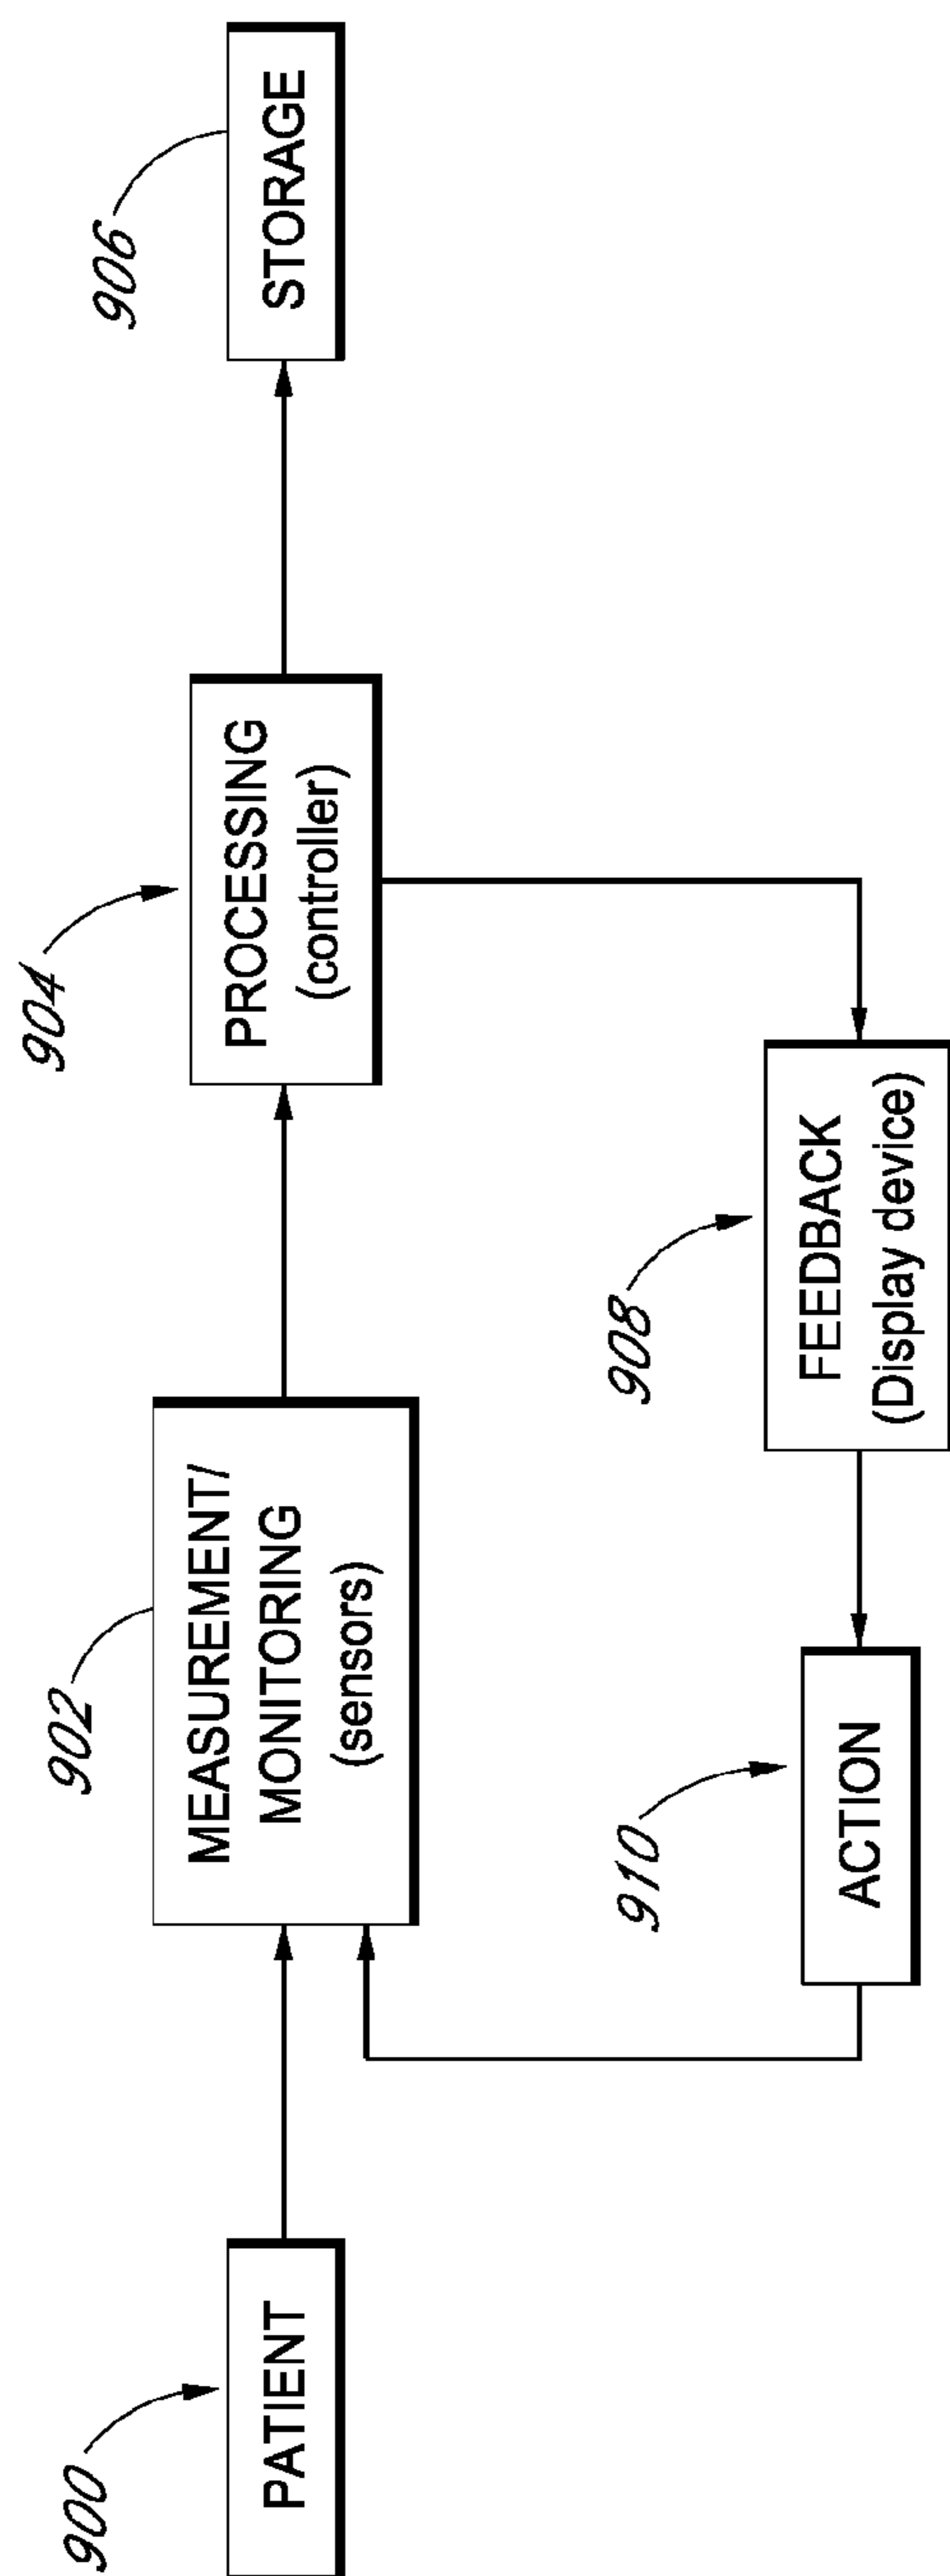 900
PATIENT
902
MEASUREMENT/
MONITORING
(sensors)
904
PROCESSING
(controller)
906
STORAGE
910
ACTION
908
FEEDBACK
(Display device)